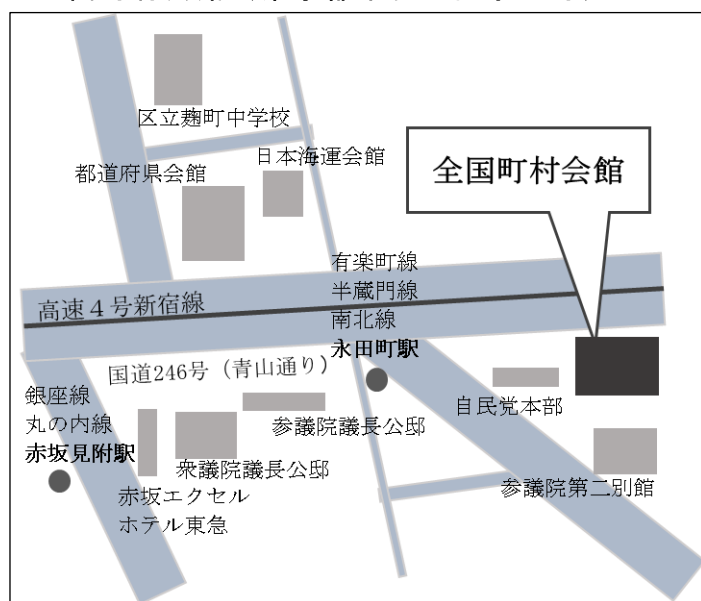 区立麹町中学校
日本海運会館
都道府県会館
全国町村会館
有楽町線
半蔵門線
南北線
永田町駅
高速4号新宿線
国道246号(青山通り)
銀座線
丸の内線
赤坂見附駅
自民党本部
参議院議長公邸
衆議院議長公邸
参議院第二別館
赤坂エクセル
ホテル東急